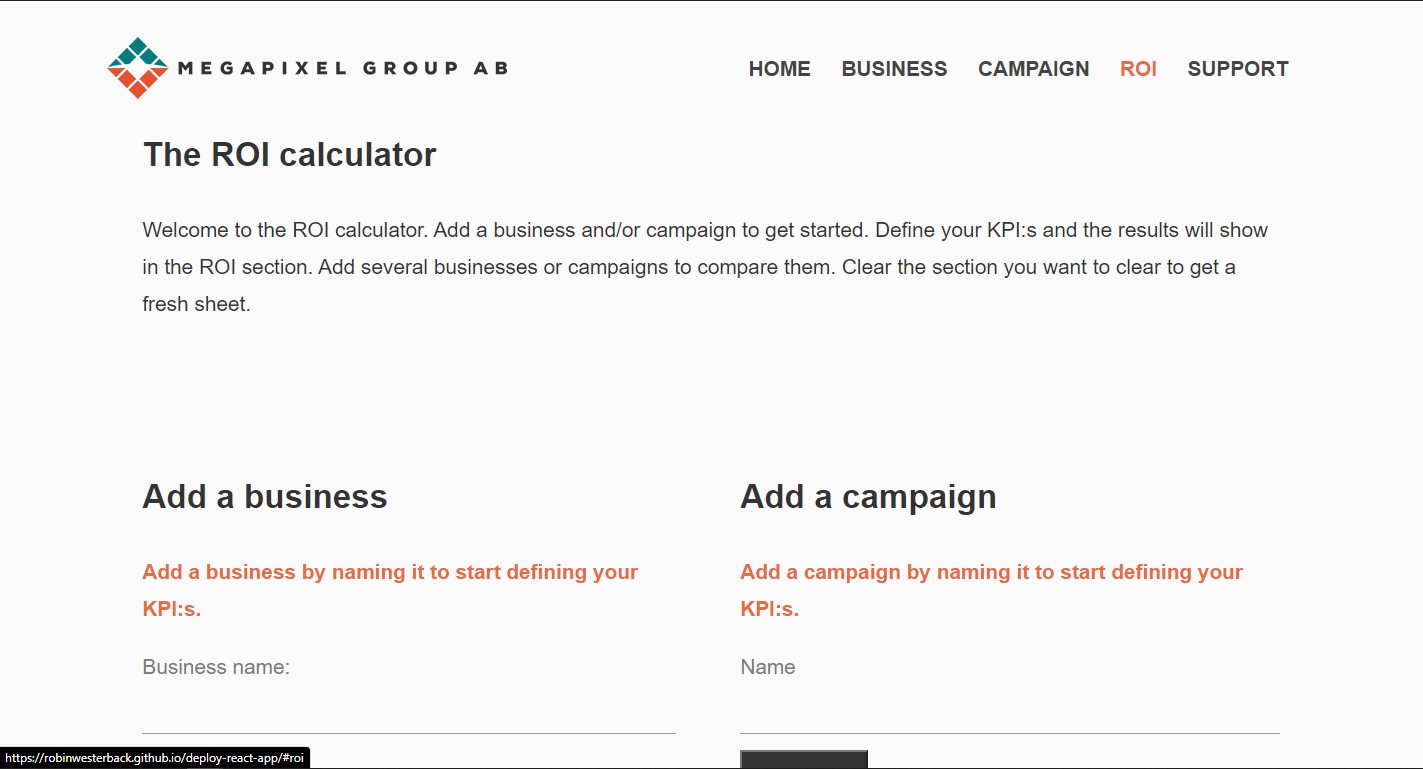 MEGAPIXEL GROUP AB
HOME BUSINESS CAMPAIGN ROI SUPPORT
The ROI calculator
Welcome to the ROI calculator. Add a business and/or campaign to get started. Define your KPI:s and the results will show
in the ROI section. Add several businesses or campaigns to compare them. Clear the section you want to clear to get a
fresh sheet.
Add a business
Add a business by naming it to start defining your
KPI:s.
Business name:
Add a campaign
Add a campaign by naming it to start defining your
KPI:s.
Name
https://robinwesterback.github.io/deploy-react-app/#roi